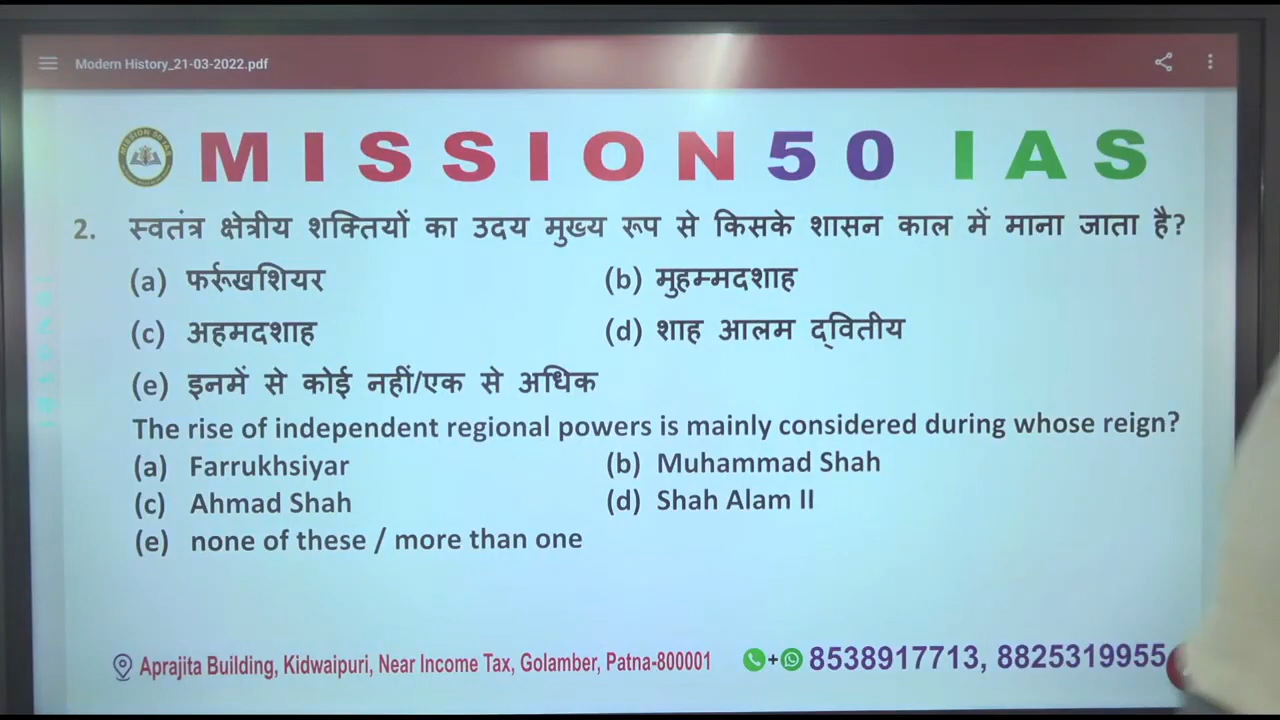 Modern History_21-03-2022.pdf
MISSION 50 IAS
2. स्वतंत्र क्षेत्रीय शक्तियों का उदय मुख्य रूप से किसके शासन काल में माना जाता है?
(a) फर्रूखशियर (b) मुहम्मदशाह
(c) अहमदशाह (d) शाह आलम द्वितीय
(e) इनमें से कोई नहीं/एक से अधिक
The rise of independent regional powers is mainly considered during whose reign?
(a) Farrukhsiyar (b) Muhammad Shah
(c) Ahmad Shah (d) Shah Alam II
(e) none of these / more than one
Aprajita Building, Kidwaipuri, Near Income Tax, Golamber, Patna-800001 + 8538917713, 8825319955